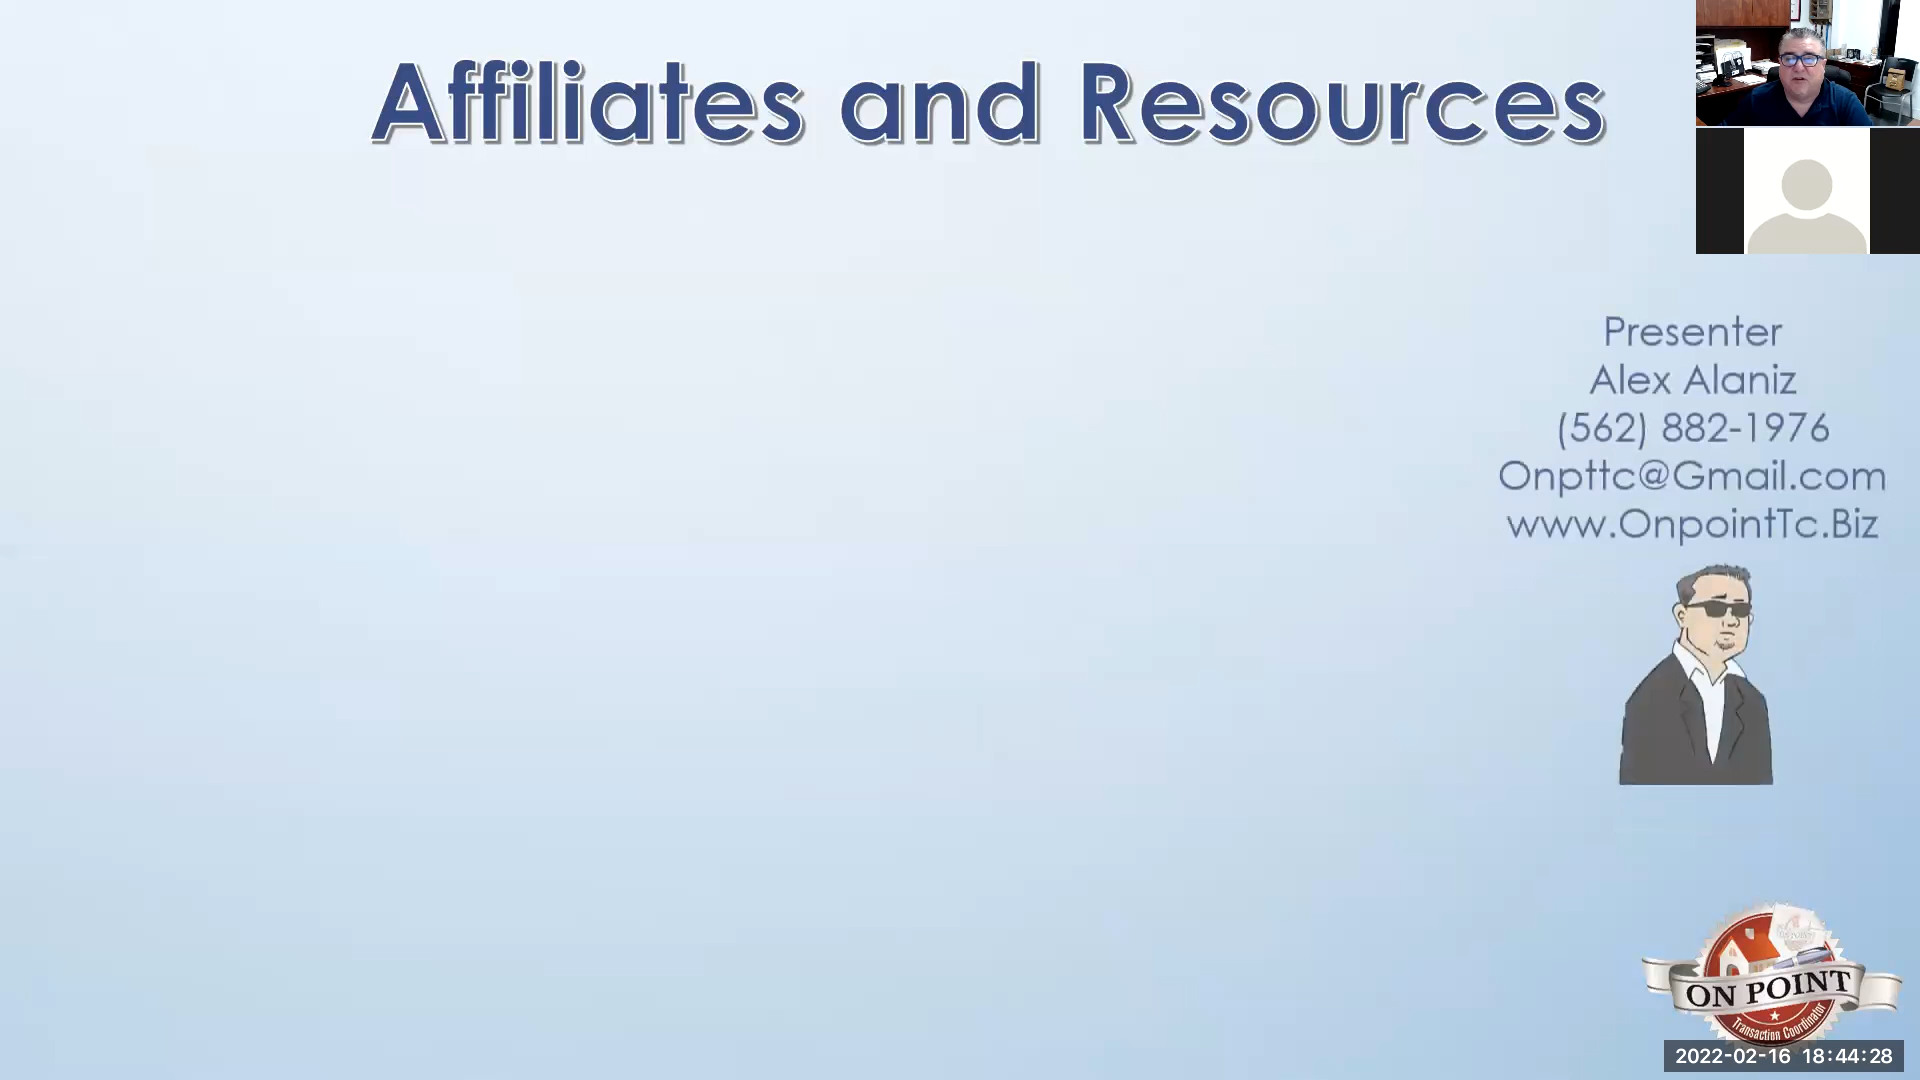 Affiliates and Resources
Presenter
Alex Alaniz
(562) 882-1976
Onpttc@Gmail.com
www.OnpointTc.Biz
ON POINT
Transaction Coordinator
2022-02-16 18:44:28